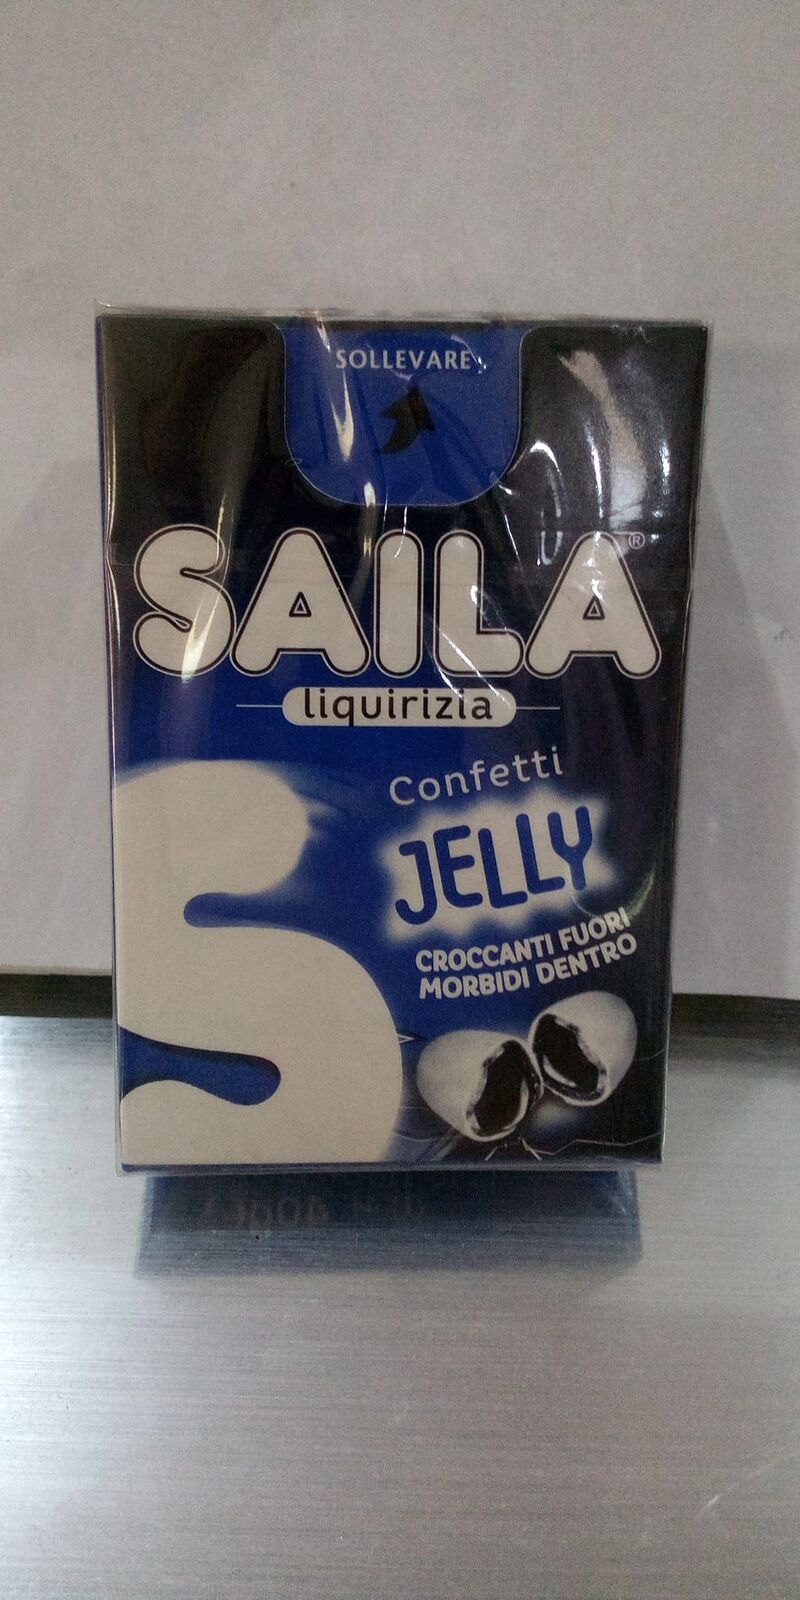 SOLLEVARE
SAILA®
liquirizia
Confetti
JELLY
CROCCANTI FUORI
MORBIDI DENTRO
S